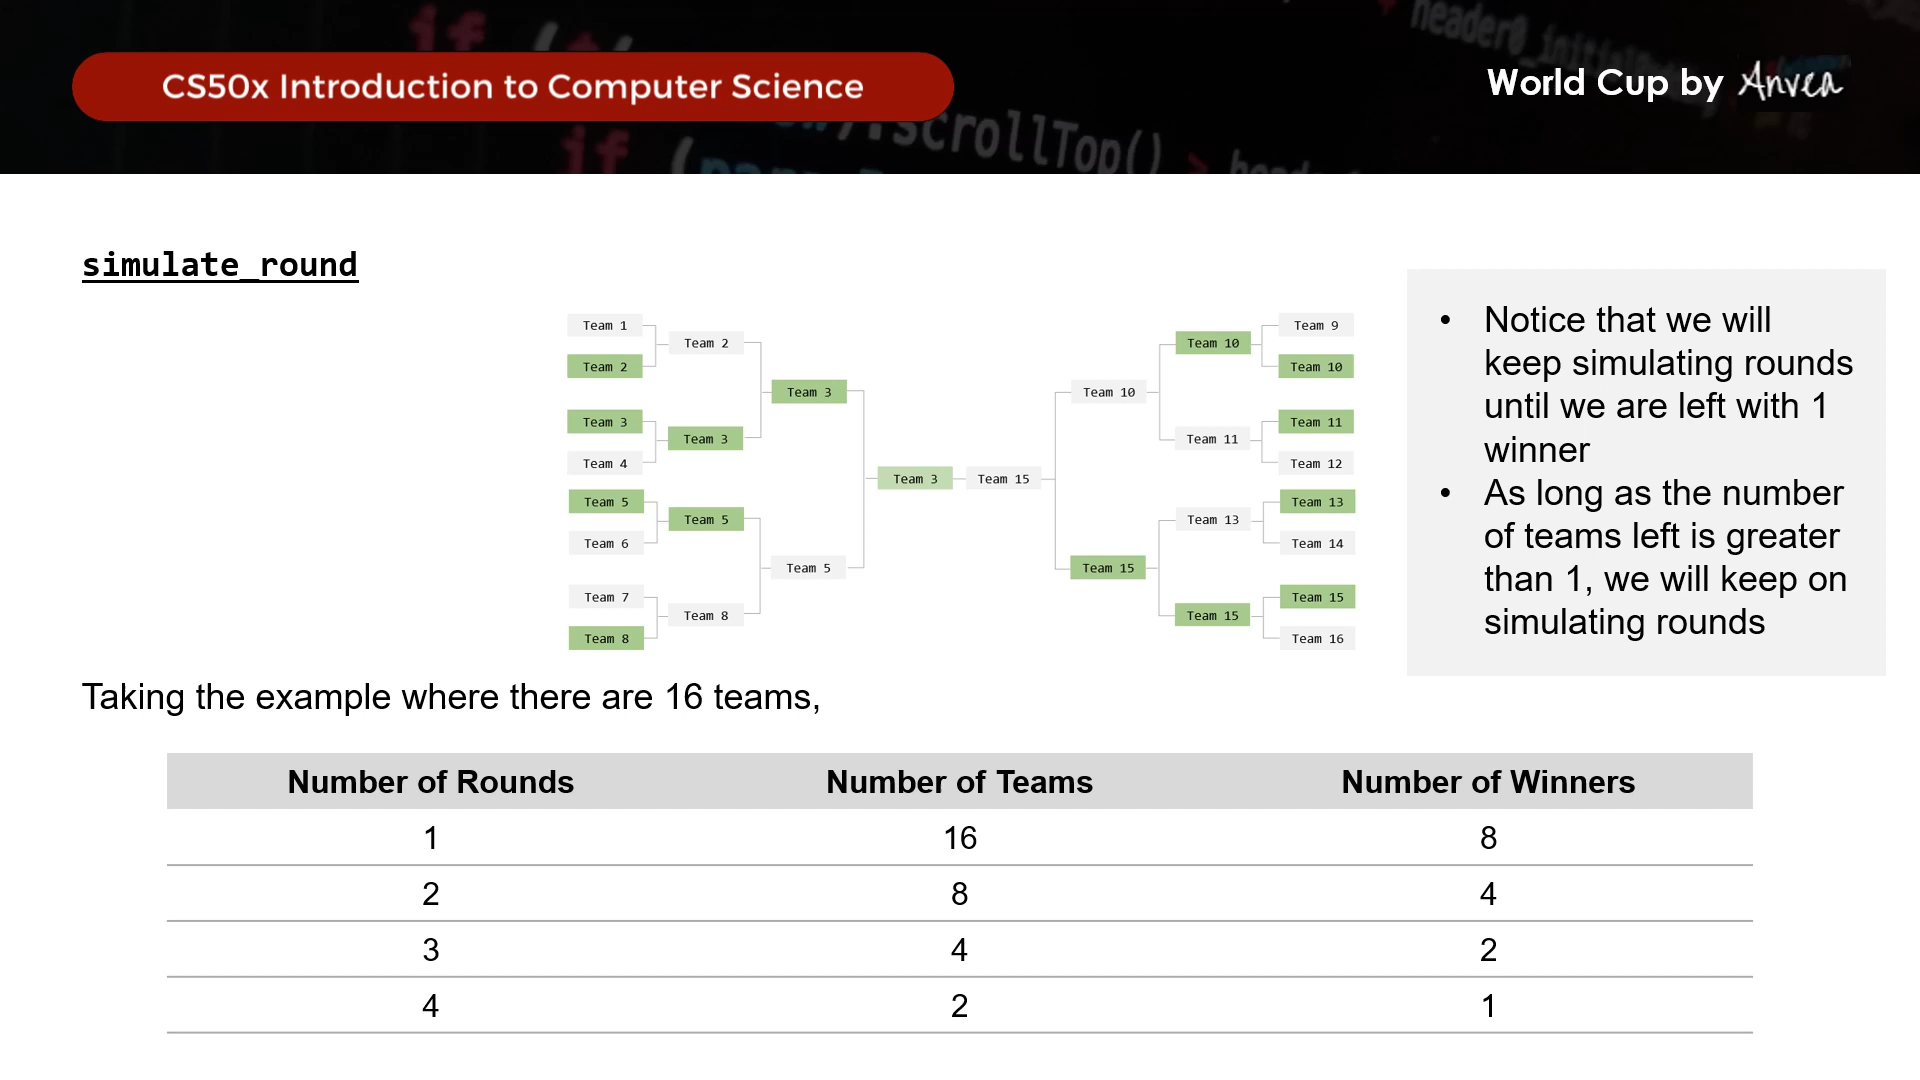 if (
header0_initi
CS50x Introduction to Computer Science
World Cup by Anvea
.scrollTop() >
if (
simulate_round
Team 1
Team 2
Team 2
Team 3
Team 3
Team 3
Team 4
Team 5
Team 5
Team 6
Team 5
Team 7
Team 8
Team 8
Team 3
Team 15
Team 9
Team 10
Team 10
Team 10
Team 11
Team 11
Team 12
Team 13
Team 13
Team 14
Team 15
Team 15
Team 15
Team 16
• Notice that we will
keep simulating rounds
until we are left with 1
winner
• As long as the number
of teams left is greater
than 1, we will keep on
simulating rounds
Taking the example where there are 16 teams,
Number of Rounds Number of Teams Number of Winners
1 16 8
2 8 4
3 4 2
4 2 1